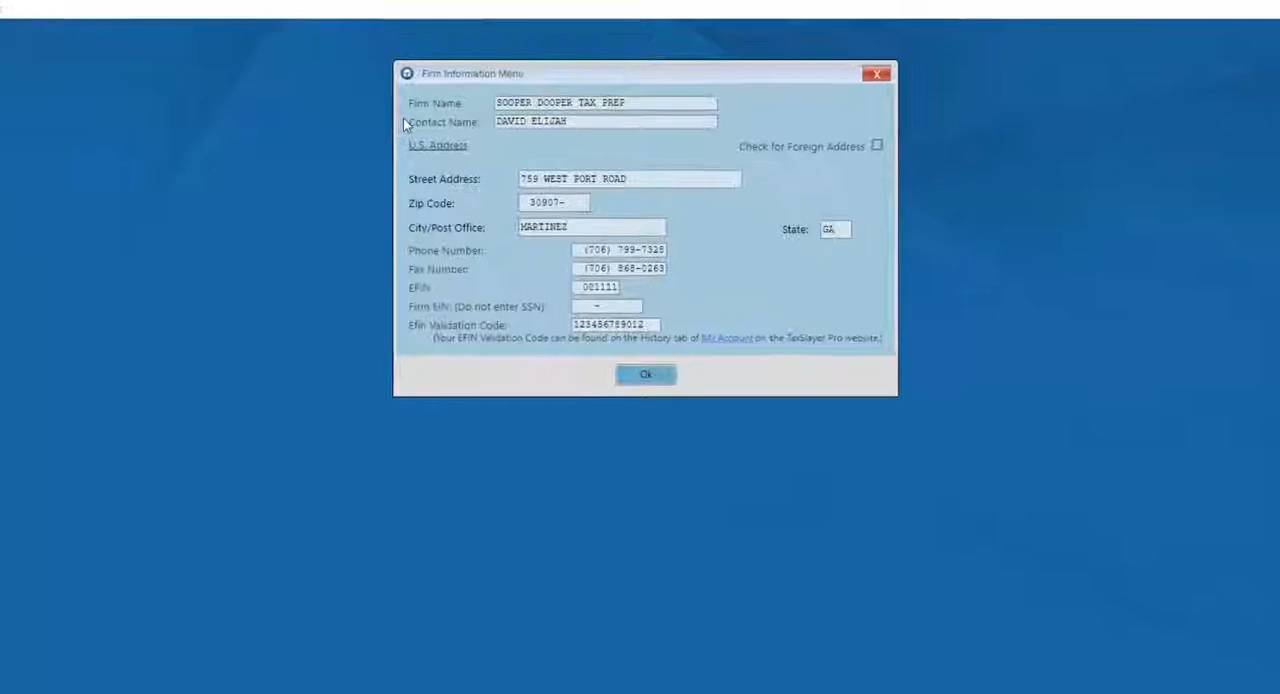 Firm Information Menu X
Firm Name: SOOPER DOOPER TAX PREP
Contact Name: DAVID ELIJAH
U.S. Address Check for Foreign Address
Street Address: 759 WEST PORT ROAD
Zip Code: 30907-
City/Post Office: MARTINEZ State: GA
Phone Number: (706) 799-7328
Fax Number: (706) 868-0263
EFIN 001111
Firm EIN: (Do not enter SSN) -
Efin Validation Code: 123456789012
(Your EFIN Validation Code can be found on the History tab of My Account on the TaxSlayer Pro website.)
Ok